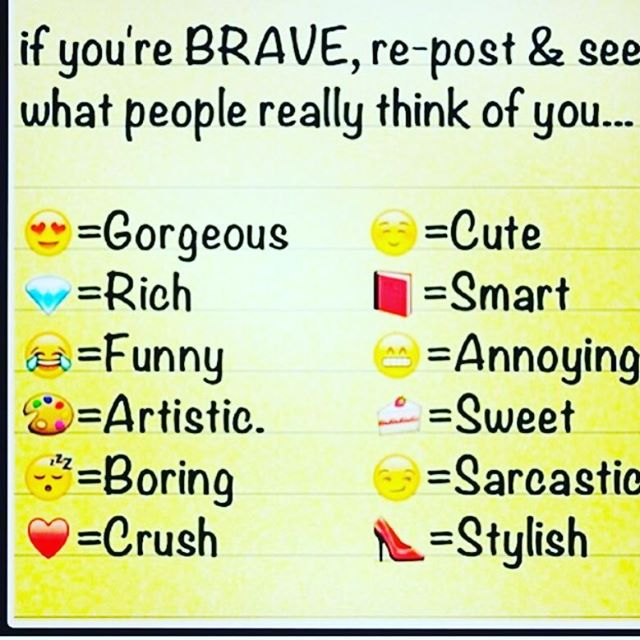 if you're BRAVE, re-post & see
what people really think of you...
😍=Gorgeous ☺️=Cute
💎=Rich 📕=Smart
😂=Funny 😁=Annoying
🎨=Artistic. 🍰=Sweet
😴=Boring 😏=Sarcastic
❤️=Crush 👠=Stylish